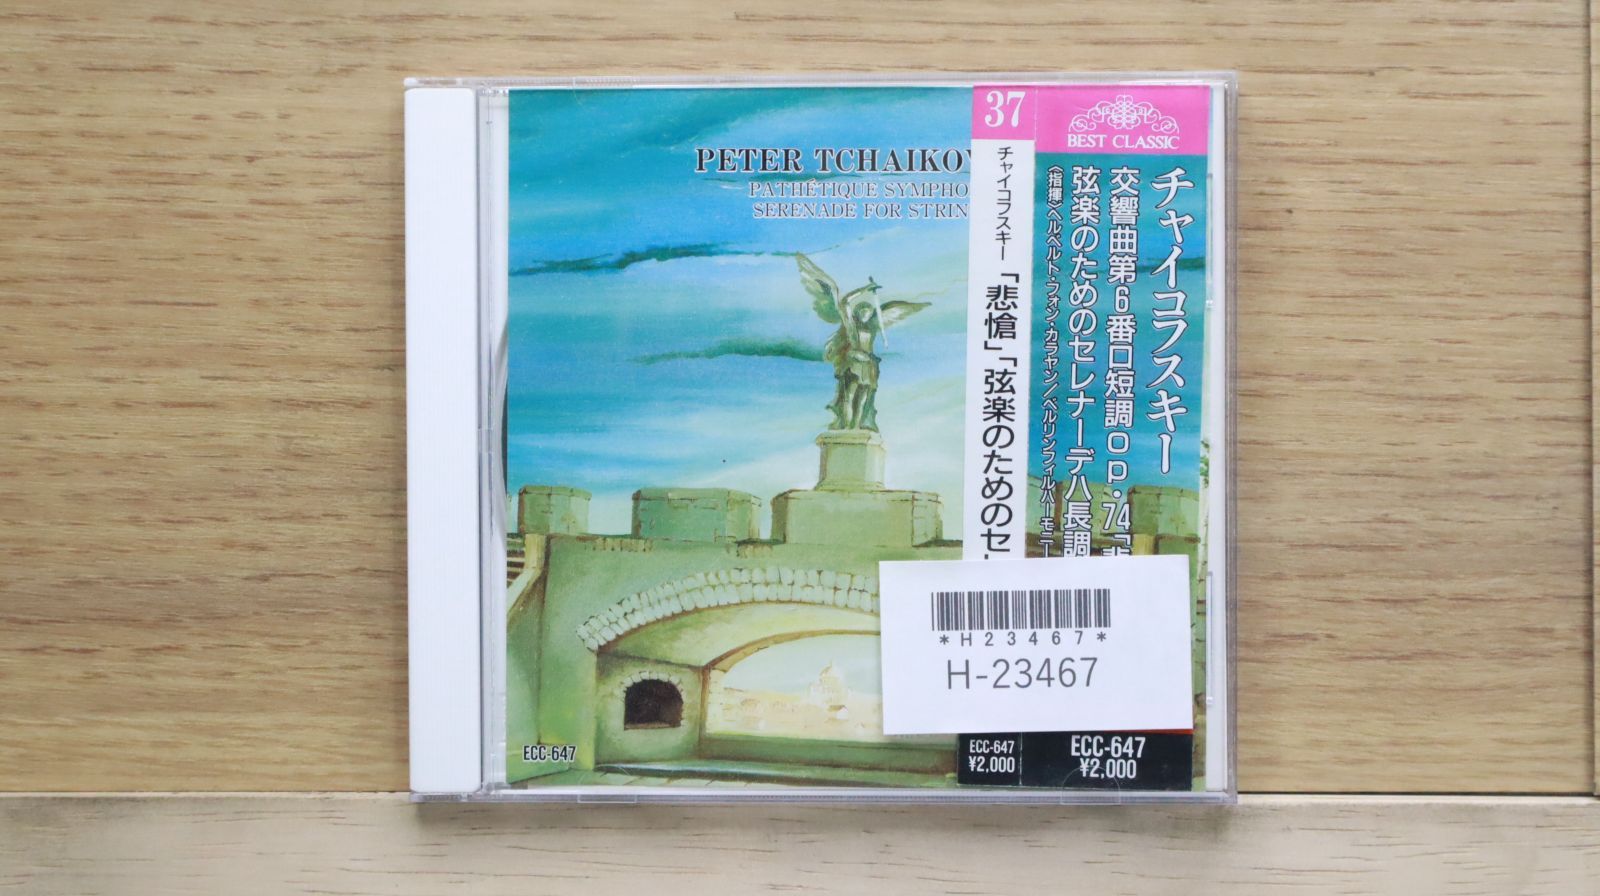 PETER TCHAIKOV
PATHÉTIQUE SYMPHO
SERENADE FOR STRIN
ECC-647
37
チャイコフスキー
「悲愴」「弦楽のためのセ
ECC-647
¥2,000
BEST CLASSIC
チャイコフスキー
交響曲第6番ロ短調op.74「悲
弦楽のためのセレナーデハ長調
〈指揮〉ヘルベルト・フォン・カラヤン/ベルリンフィルハーモニー
ECC-647
¥2,000
*H23467*
H-23467